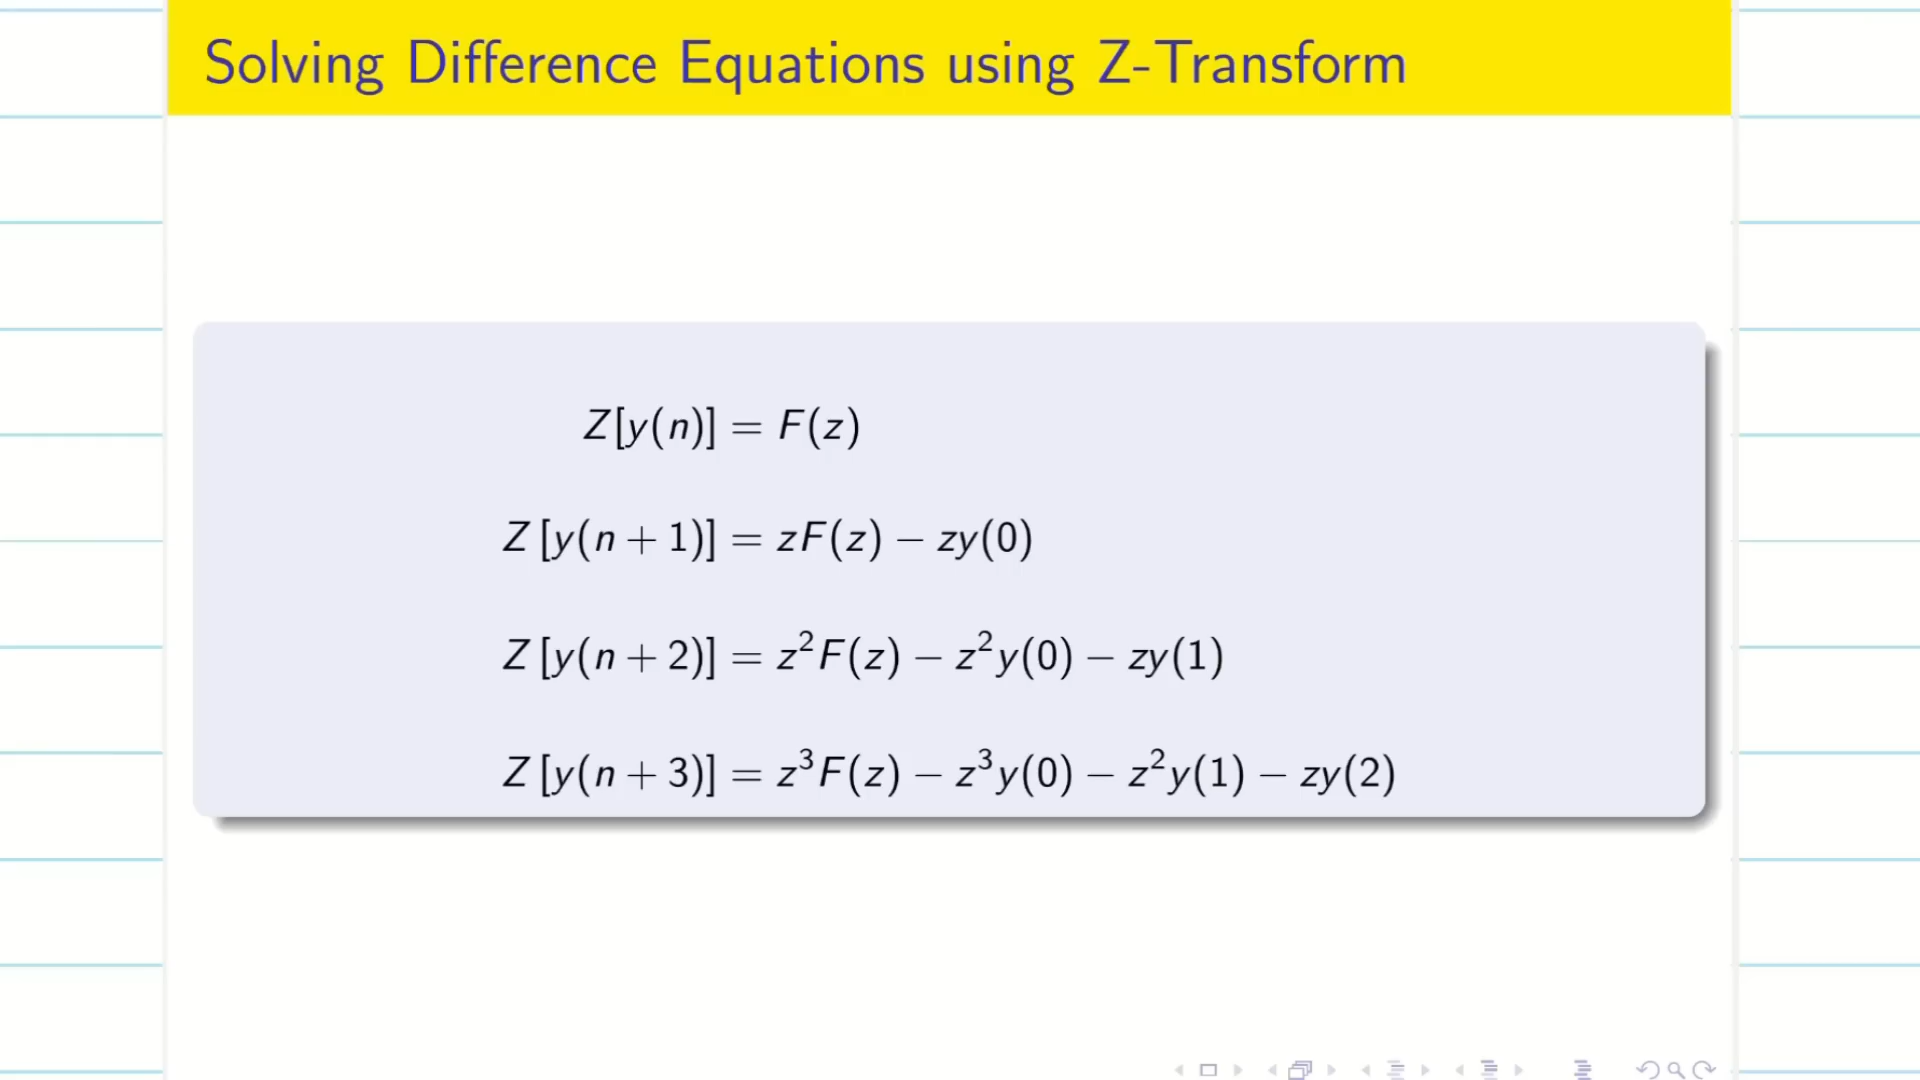 Solving Difference Equations using Z-Transform
Z[y(n)] = F(z)
Z [y(n + 1)] = zF(z) − zy(0)
Z [y(n + 2)] = z²F(z) − z²y(0) − zy(1)
Z [y(n + 3)] = z³F(z) − z³y(0) − z²y(1) − zy(2)